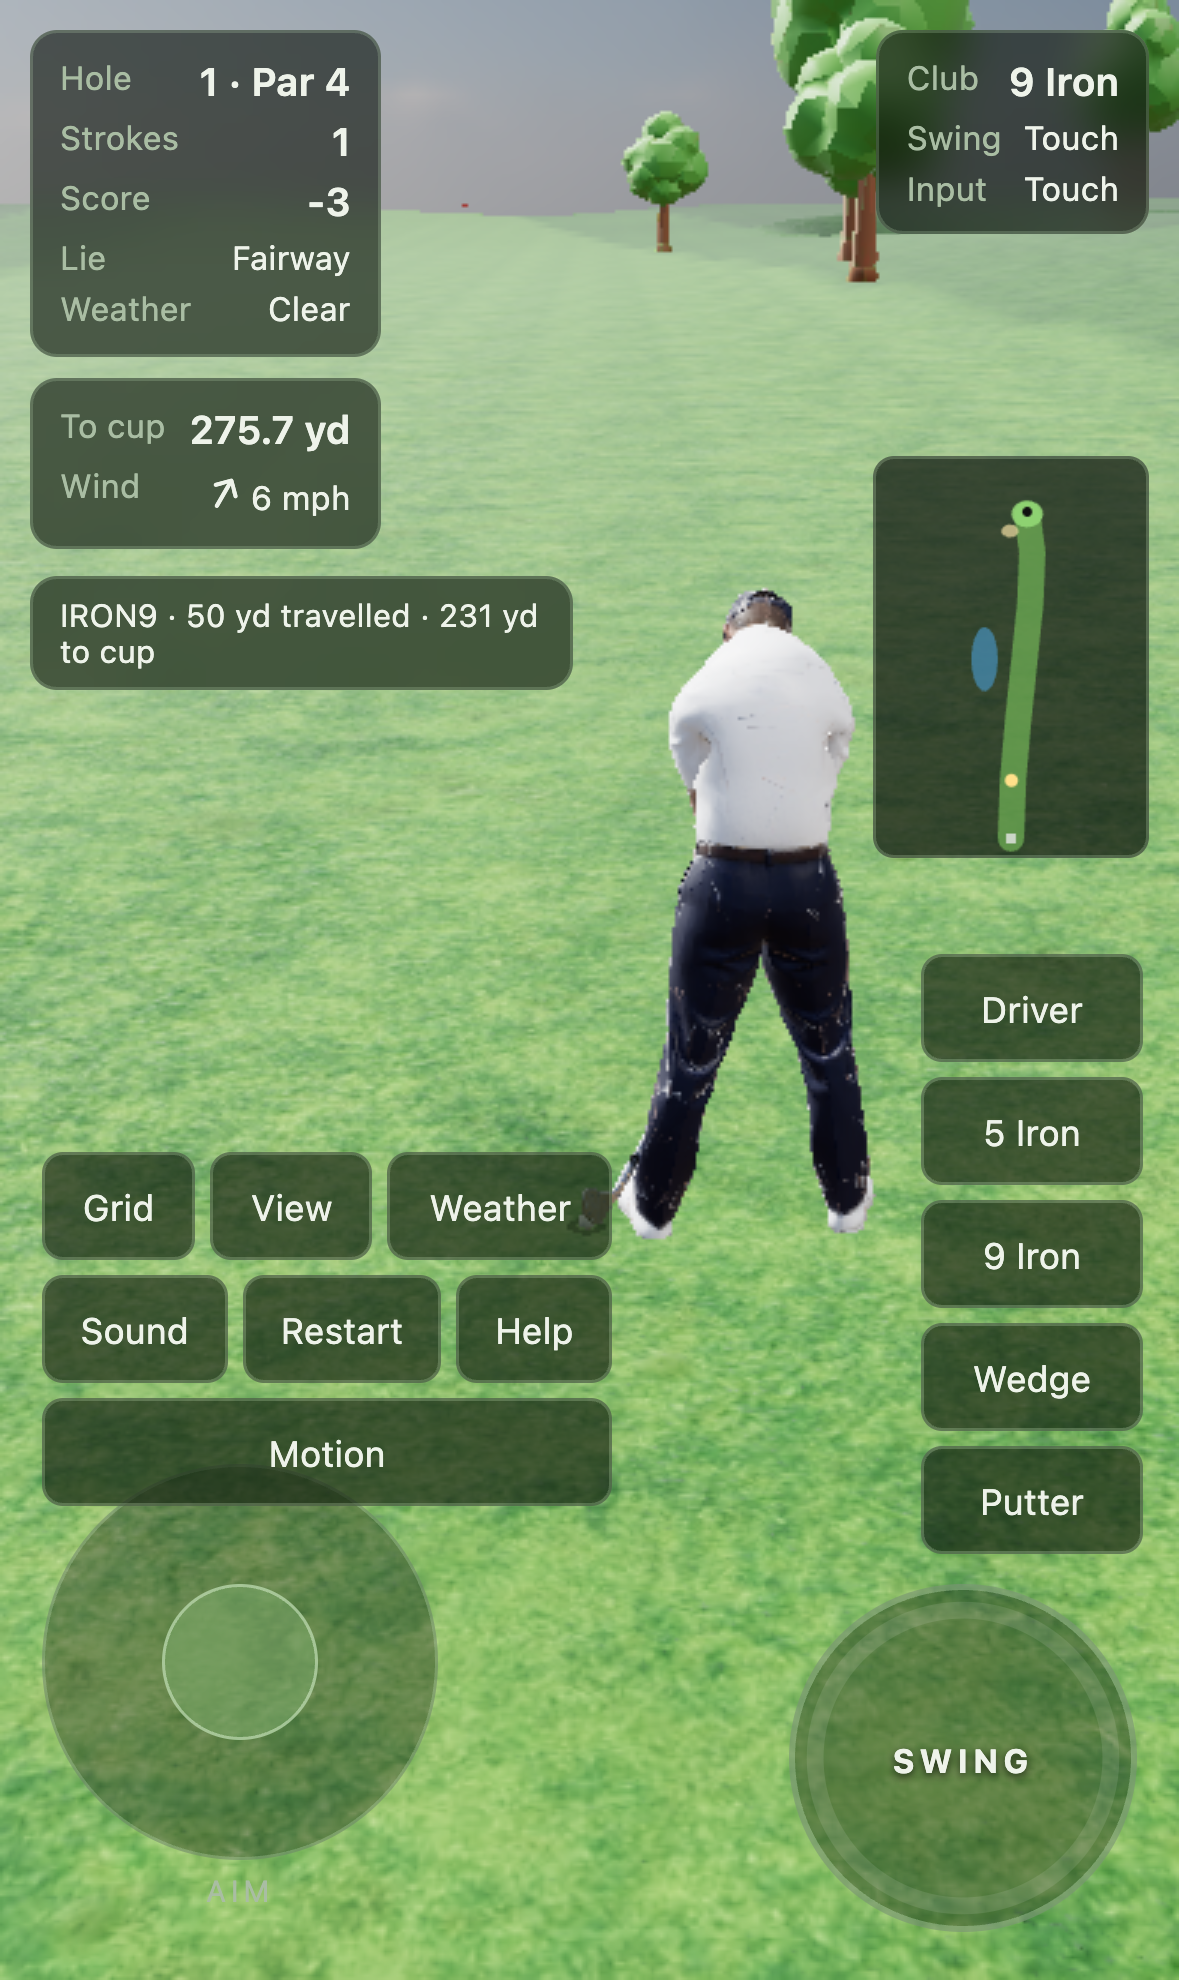 Hole 1 · Par 4
Strokes 1
Score -3
Lie Fairway
Weather Clear
Club 9 Iron
Swing Touch
Input Touch
To cup 275.7 yd
Wind ↗ 6 mph
IRON9 · 50 yd travelled · 231 yd
to cup
Driver
5 Iron
9 Iron
Wedge
Putter
Grid View Weather
Sound Restart Help
Motion
AIM
SWING